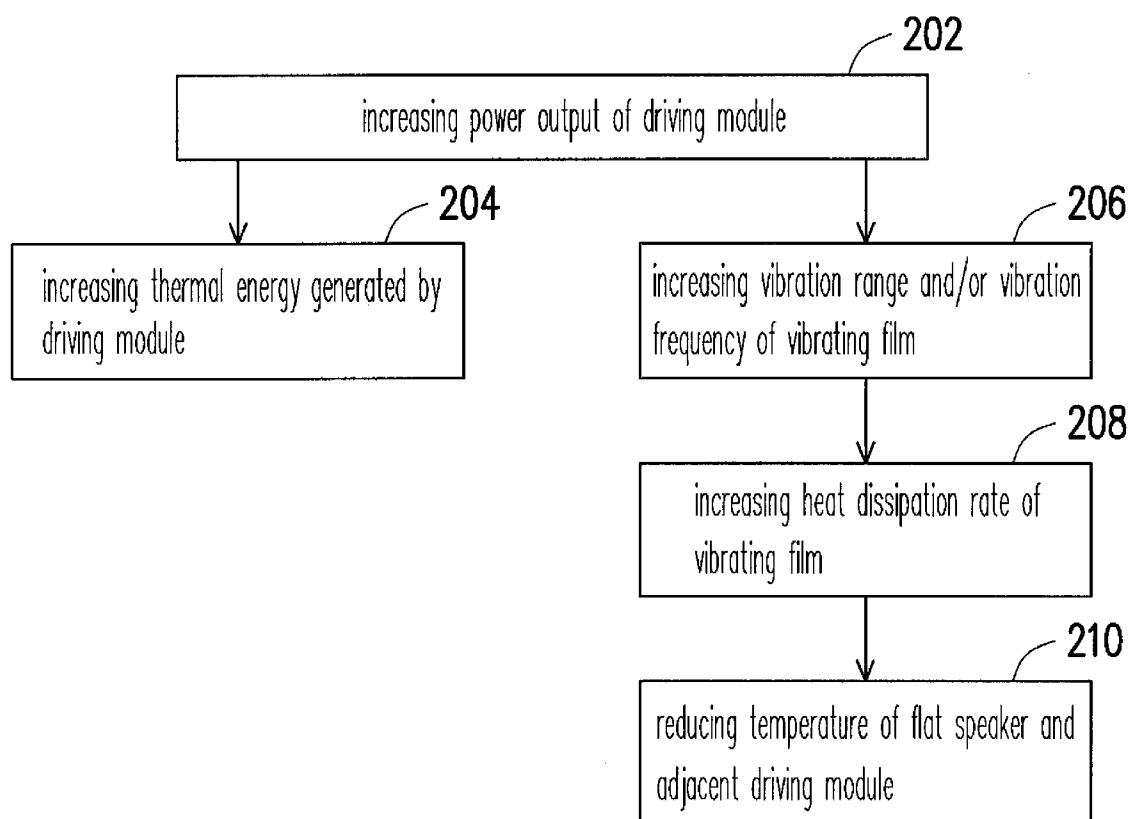 202
increasing power output of driving module
204
increasing thermal energy generated by
driving module
206
increasing vibration range and/or vibration
frequency of vibrating film
208
increasing heat dissipation rate of
vibrating film
210
reducing temperature of flat speaker and
adjacent driving module